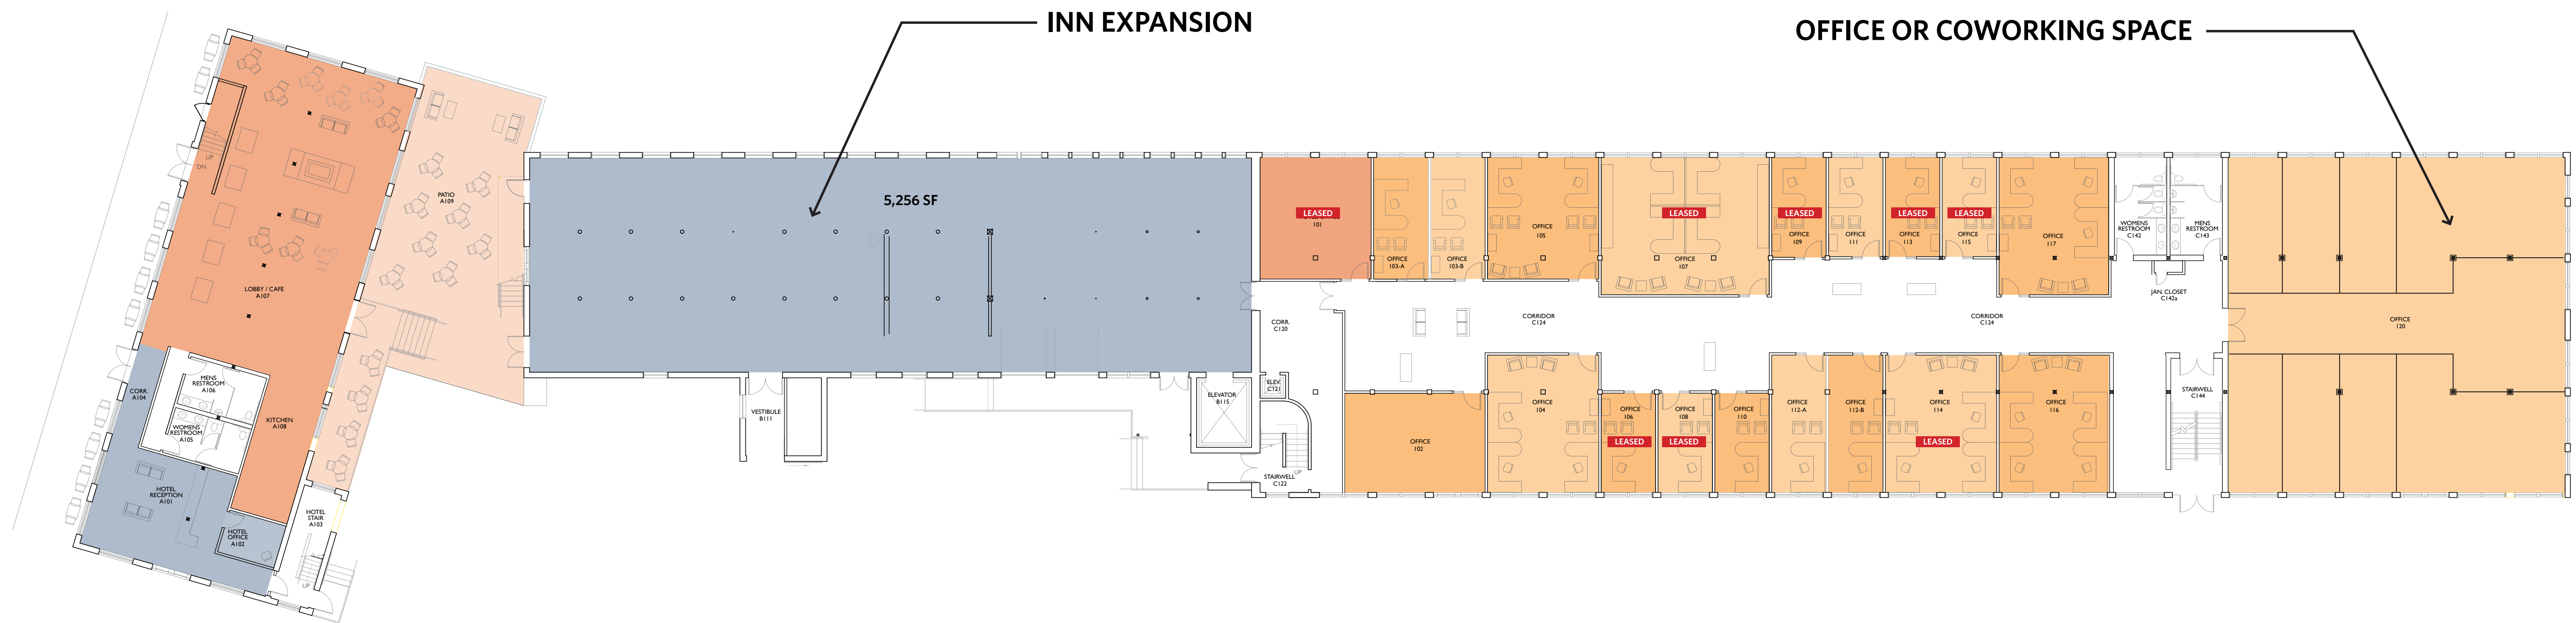 INN EXPANSION
OFFICE OR COWORKING SPACE
UP
DN
PATIO
A109
LOBBY / CAFE
A107
MENS
RESTROOM
A106
CORR.
A104
WOMENS
RESTROOM
A105
KITCHEN
A108
HOTEL
RECEPTION
A101
HOTEL
OFFICE
A102
HOTEL
STAIR
A103
UP
5,256 SF
VESTIBULE
B111
ELEVATOR
B115
CORR.
C120
ELEV.
C121
STAIRWELL
C122
UP
LEASED
101
OFFICE
103-A
OFFICE
103-B
OFFICE
105
LEASED
OFFICE
107
LEASED
OFFICE
109
OFFICE
111
LEASED
OFFICE
113
LEASED
OFFICE
115
OFFICE
117
WOMENS
RESTROOM
C142
MENS
RESTROOM
C143
JAN. CLOSET
C142a
CORRIDOR
C124
CORRIDOR
C124
OFFICE
120
OFFICE
102
OFFICE
104
OFFICE
106
LEASED
OFFICE
108
LEASED
OFFICE
110
OFFICE
112-A
OFFICE
112-B
OFFICE
114
LEASED
OFFICE
116
STAIRWELL
C144